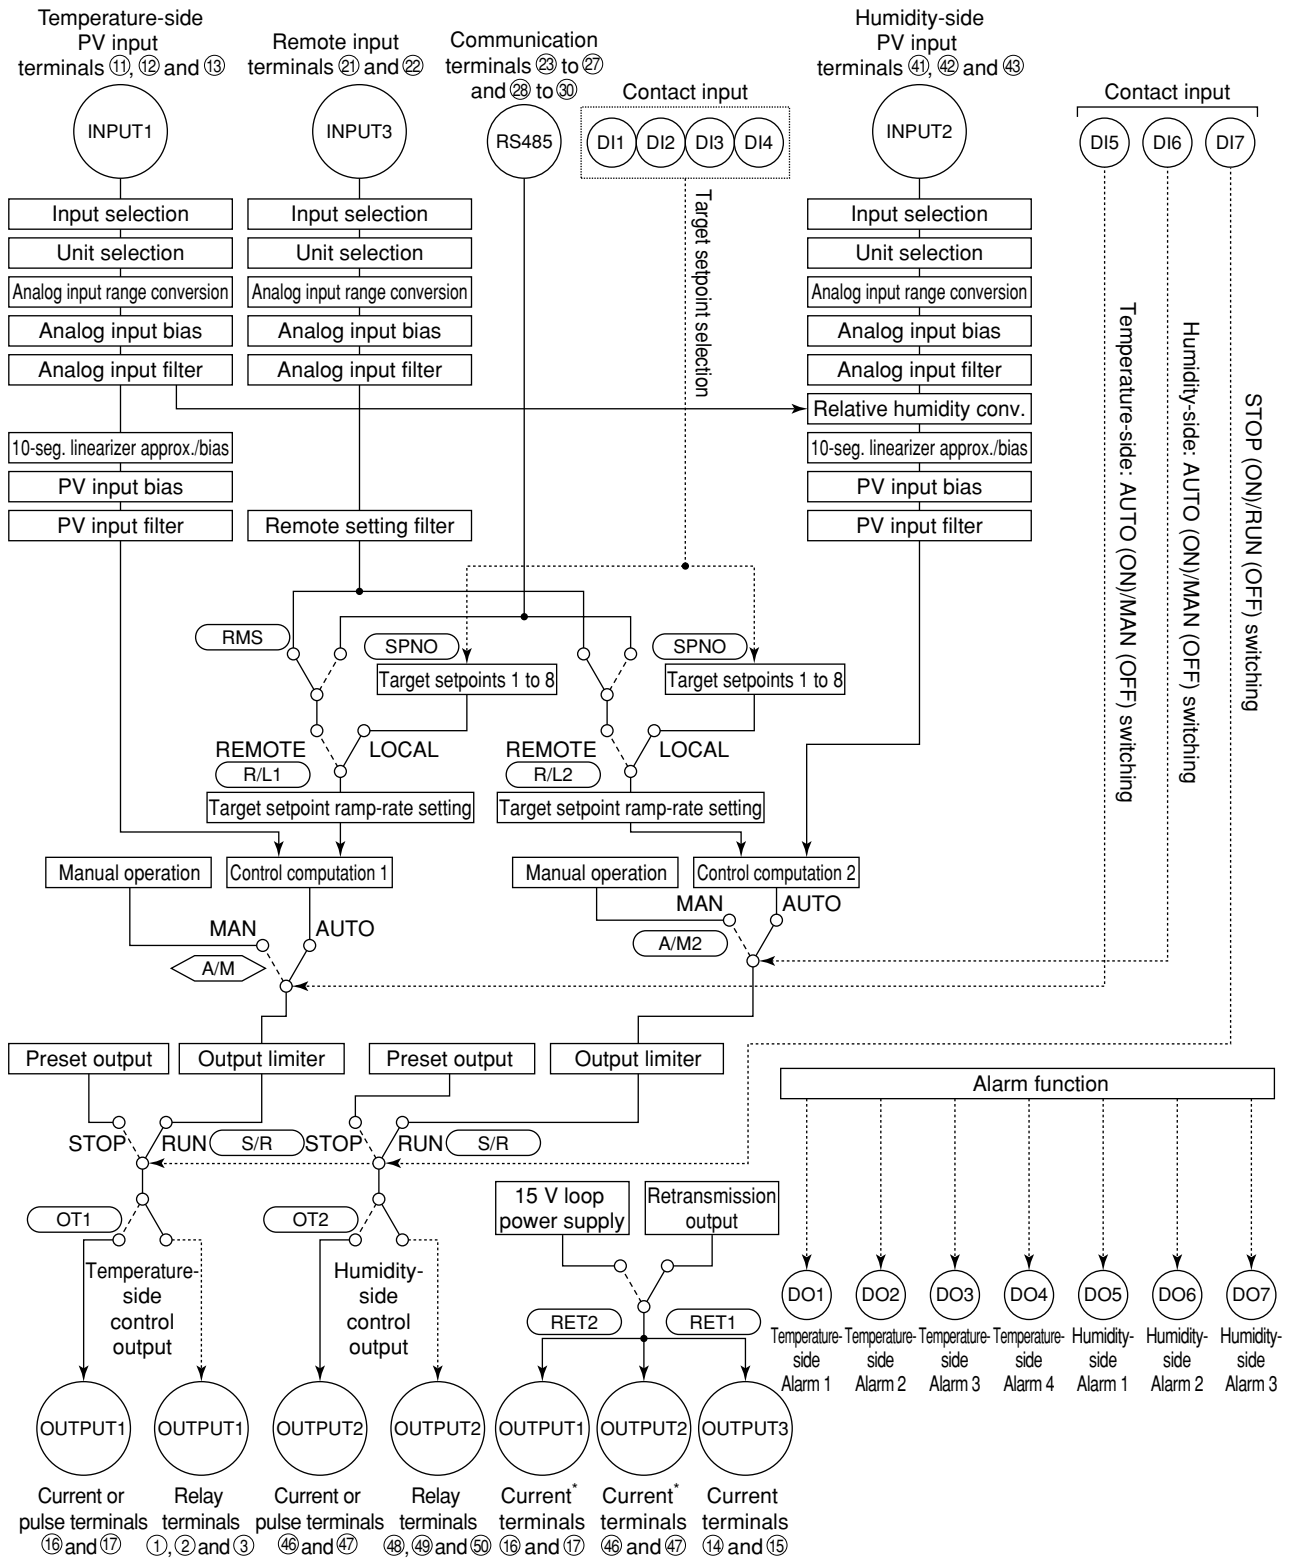 Temperature-side
PV input
terminals ⑪, ⑫ and ⑬
Remote input
terminals ㉑ and ㉒
Communication
terminals ㉓ to ㉗
and ㉘ to ㉚
Contact input
Humidity-side
PV input
terminals ㊶, ㊷ and ㊸
Contact input
INPUT1
INPUT3
RS485
DI1
DI2
DI3
DI4
INPUT2
DI5
DI6
DI7
Input selection
Unit selection
Analog input range conversion
Analog input bias
Analog input filter
10-seg. linearizer approx./bias
PV input bias
PV input filter
Input selection
Unit selection
Analog input range conversion
Analog input bias
Analog input filter
Remote setting filter
Target setpoint selection
Input selection
Unit selection
Analog input range conversion
Analog input bias
Analog input filter
Relative humidity conv.
10-seg. linearizer approx./bias
PV input bias
PV input filter
Temperature-side: AUTO (ON)/MAN (OFF) switching
Humidity-side: AUTO (ON)/MAN (OFF) switching
STOP (ON)/RUN (OFF) switching
RMS
SPNO
Target setpoints 1 to 8
SPNO
Target setpoints 1 to 8
REMOTE
LOCAL
R/L1
REMOTE
LOCAL
R/L2
Target setpoint ramp-rate setting
Target setpoint ramp-rate setting
Manual operation
Control computation 1
Manual operation
Control computation 2
MAN
AUTO
A/M
MAN
AUTO
A/M2
Preset output
Output limiter
Preset output
Output limiter
Alarm function
STOP
RUN
S/R
STOP
RUN
S/R
15 V loop
power supply
Retransmission
output
OT1
OT2
Temperature-
side
control
output
Humidity-
side
control
output
RET2
RET1
DO1
DO2
DO3
DO4
DO5
DO6
DO7
Temperature-
side
Alarm 1
Temperature-
side
Alarm 2
Temperature-
side
Alarm 3
Temperature-
side
Alarm 4
Humidity-
side
Alarm 1
Humidity-
side
Alarm 2
Humidity-
side
Alarm 3
OUTPUT1
OUTPUT1
OUTPUT2
OUTPUT2
OUTPUT1
OUTPUT2
OUTPUT3
Current or
pulse terminals
⑯ and ⑰
Relay
terminals
①, ② and ③
Current or
pulse terminals
㊻ and ㊼
Relay
terminals
㊽, ㊾ and ㊿
Current*
terminals
⑯ and ⑰
Current*
terminals
㊻ and ㊼
Current
terminals
⑭ and ⑮